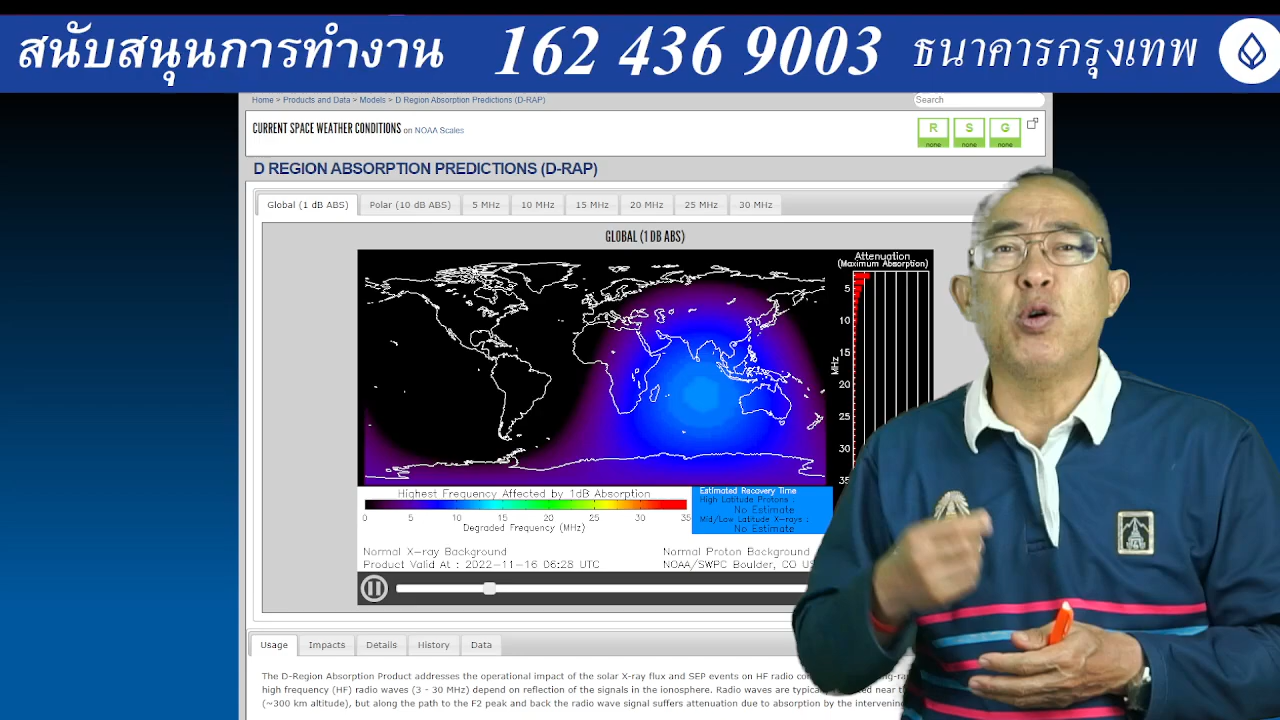 สนับสนุนการทำงาน 162 436 9003 ธนาคารกรุงเทพ
Home > Products and Data > Models > D Region Absorption Predictions (D-RAP)
Search
CURRENT SPACE WEATHER CONDITIONS on NOAA Scales
R S G
none none none
D REGION ABSORPTION PREDICTIONS (D-RAP)
Global (1 dB ABS) Polar (10 dB ABS) 5 MHz 10 MHz 15 MHz 20 MHz 25 MHz 30 MHz
GLOBAL (1 DB ABS)
Attenuation
(Maximum Absorption)
5
10
15
MHz
20
25
30
35
Highest Frequency Affected by 1dB Absorption
0 5 10 15 20 25 30 35
Degraded Frequency (MHz)
Estimated Recovery Time
High Latitude Protons :
No Estimate
Mid/Low Latitude X-rays :
No Estimate
Normal X-ray Background Normal Proton Background
Product Valid At : 2022-11-16 06:28 UTC NOAA/SWPC Boulder, CO US
Usage Impacts Details History Data
The D-Region Absorption Product addresses the operational impact of the solar X-ray flux and SEP events on HF radio
high frequency (HF) radio waves (3 - 30 MHz) depend on reflection of the signals in the ionosphere. Radio waves are near
(~300 km altitude), but along the path to the F2 peak and back the radio wave signal suffers attenuation due to absorption by the